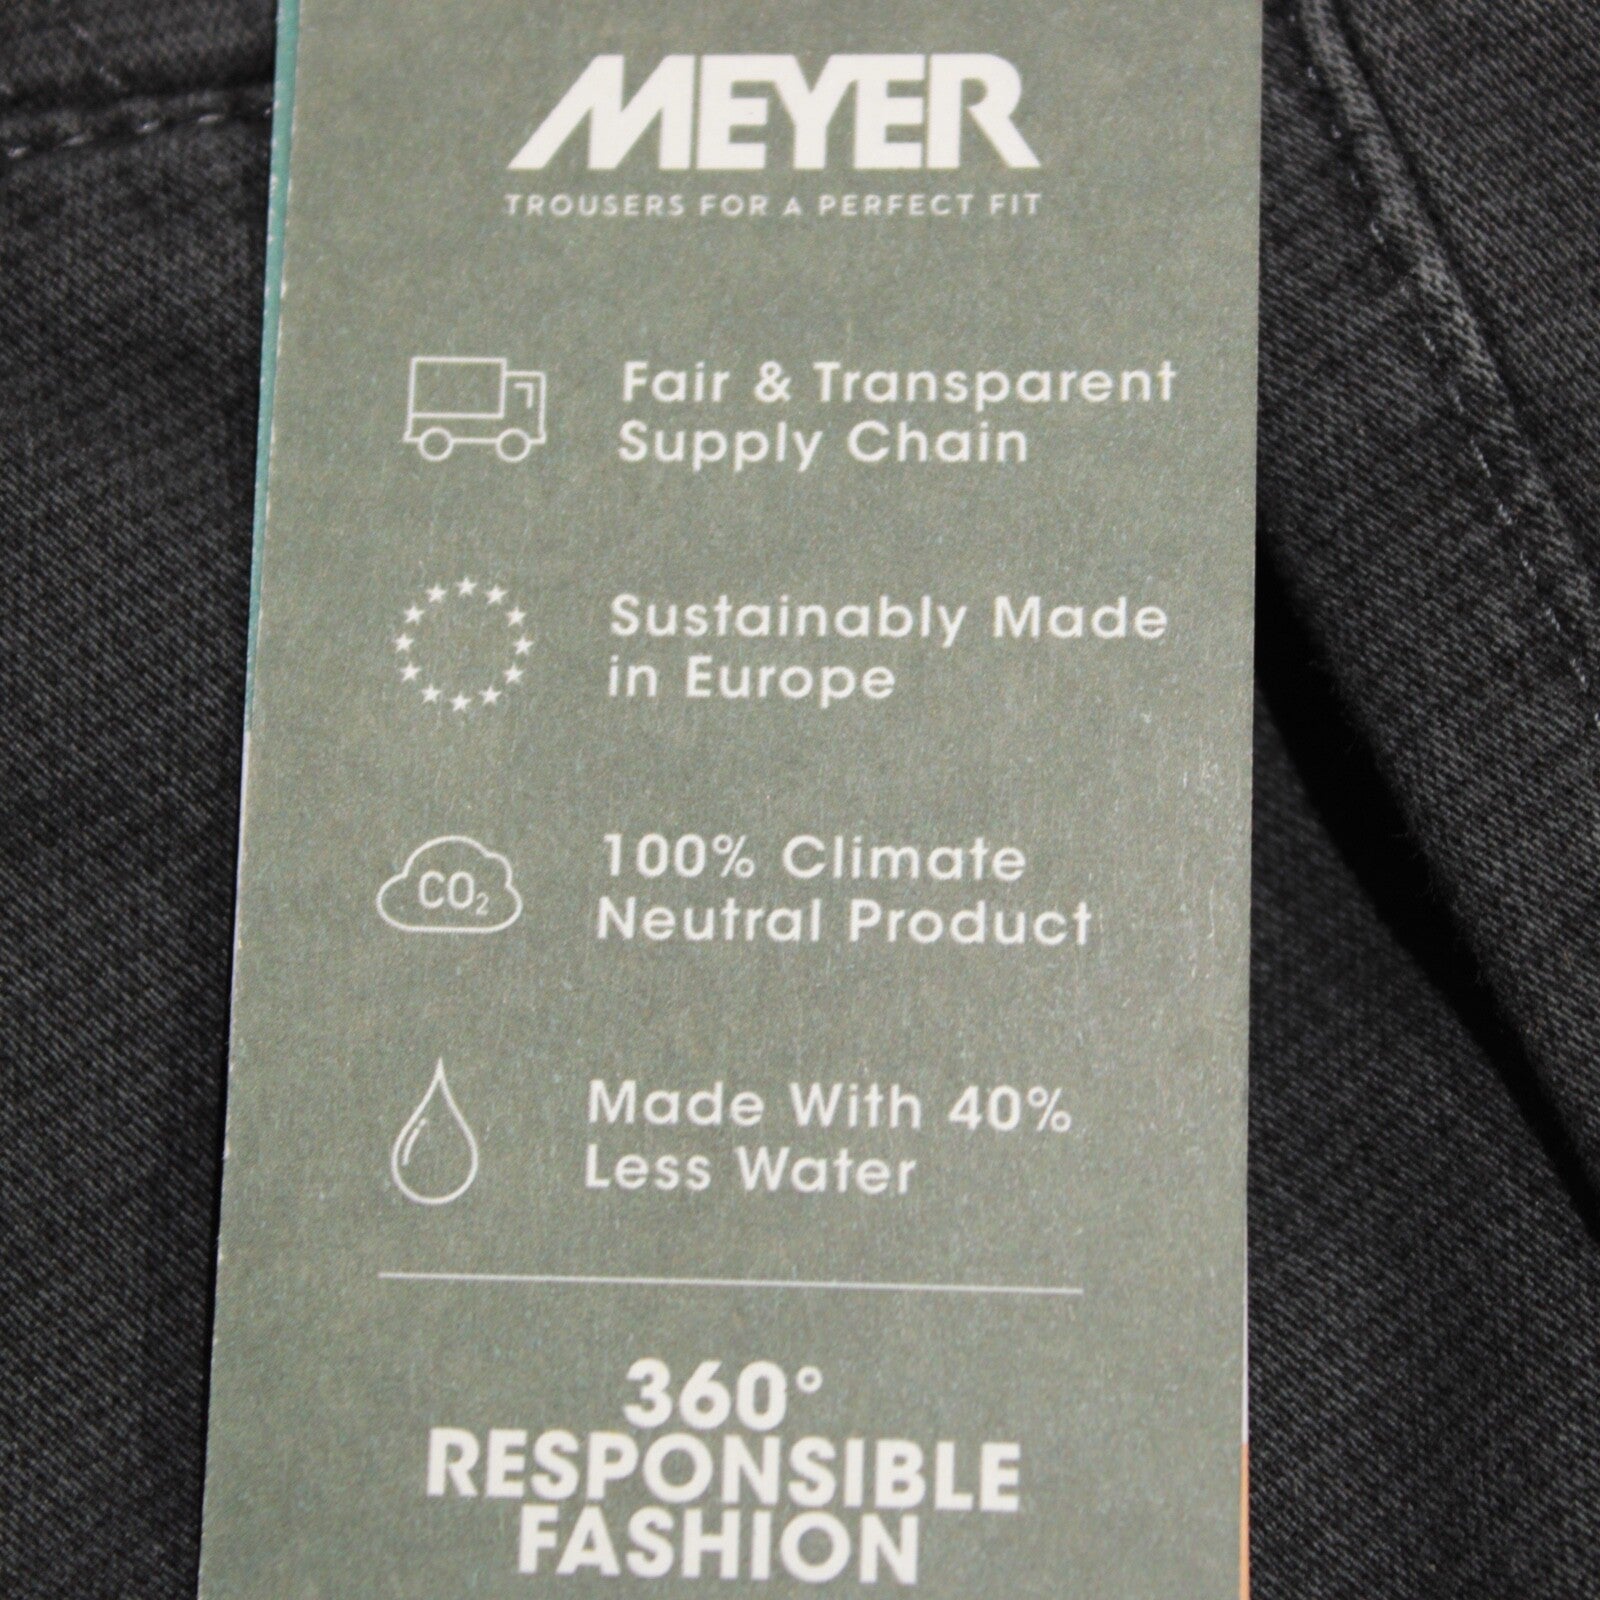 MEYER
TROUSERS FOR A PERFECT FIT
Fair & Transparent
Supply Chain
Sustainably Made
in Europe
CO₂
100% Climate
Neutral Product
Made With 40%
Less Water
360°
RESPONSIBLE
FASHION